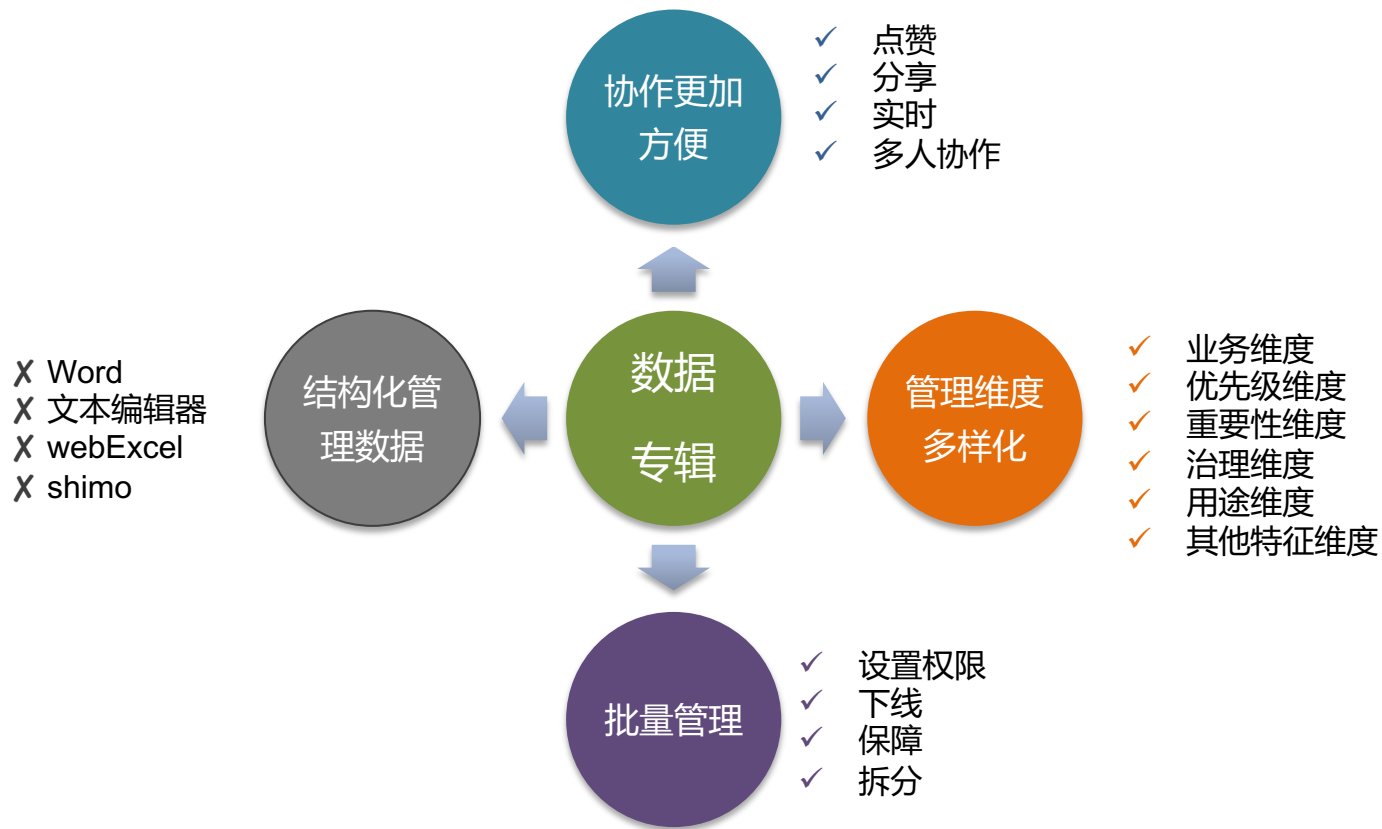 协作更加
方便
✓ 点赞
✓ 分享
✓ 实时
✓ 多人协作
✗ Word
✗ 文本编辑器
✗ webExcel
✗ shimo
结构化管
理数据
数据
专辑
管理维度
多样化
✓ 业务维度
✓ 优先级维度
✓ 重要性维度
✓ 治理维度
✓ 用途维度
✓ 其他特征维度
批量管理
✓ 设置权限
✓ 下线
✓ 保障
✓ 拆分